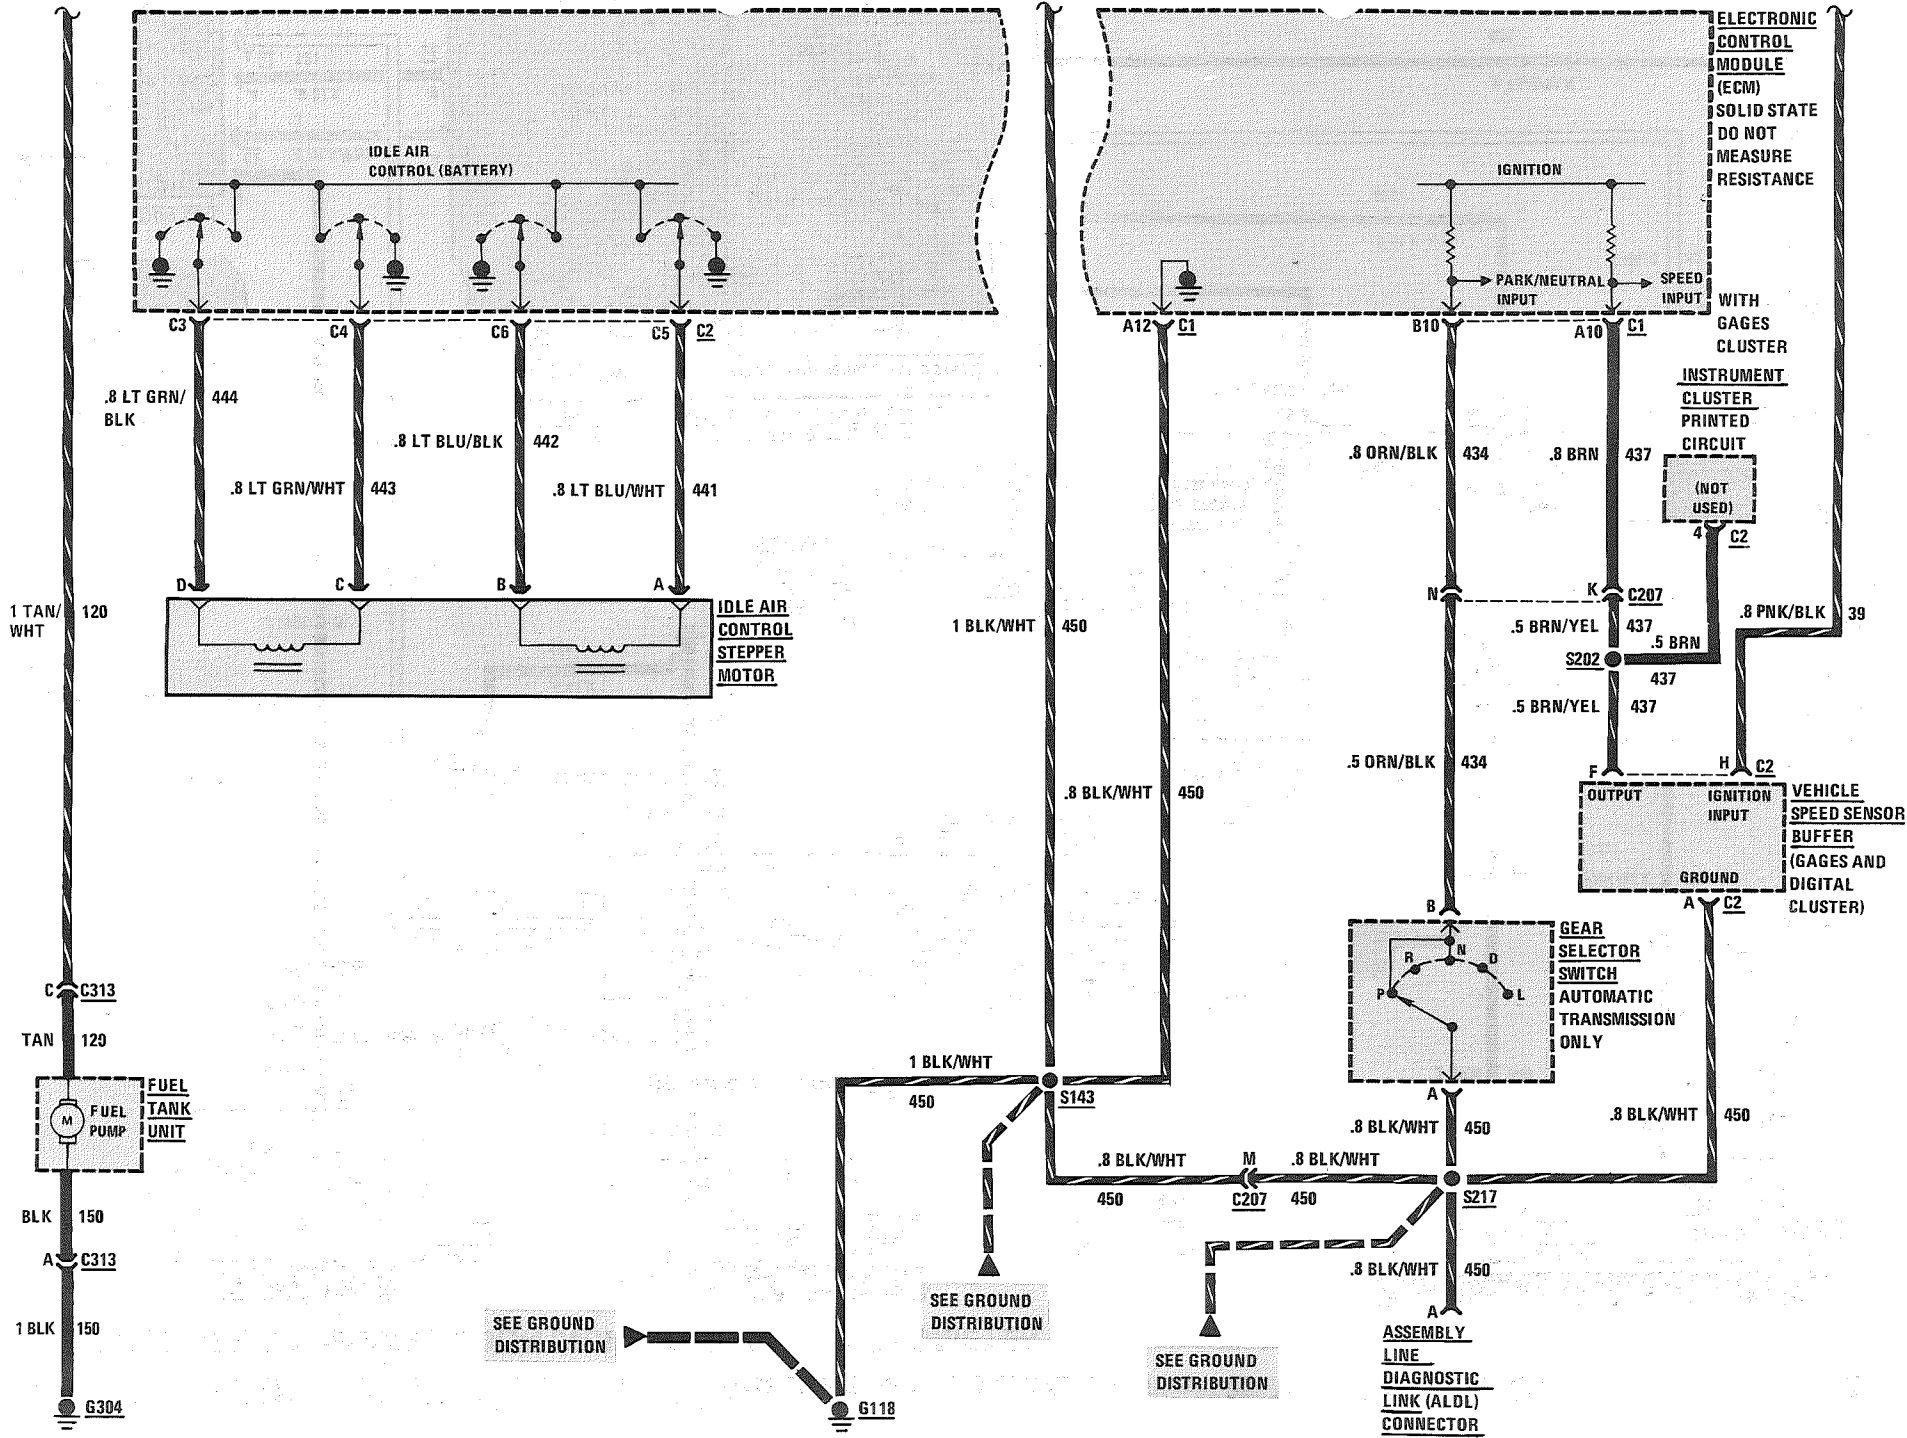 ELECTRONIC
CONTROL
MODULE
(ECM)
SOLID STATE
DO NOT
MEASURE
RESISTANCE
IDLE AIR
CONTROL (BATTERY)
IGNITION
PARK/NEUTRAL
INPUT
SPEED
INPUT
C3
C4
C6
C5
C2
A12
C1
B10
A10
C1
WITH
GAGES
CLUSTER
INSTRUMENT
CLUSTER
PRINTED
CIRCUIT
(NOT
USED)
4
C2
.8 LT GRN/
BLK
444
.8 LT GRN/WHT
443
.8 LT BLU/BLK
442
.8 LT BLU/WHT
441
.8 ORN/BLK
434
.8 BRN
437
D
C
B
A
IDLE AIR
CONTROL
STEPPER
MOTOR
1 TAN/
WHT
120
1 BLK/WHT
450
N
K
C207
.5 BRN/YEL
437
.5 BRN
S202
437
.8 PNK/BLK
39
.5 BRN/YEL
437
.5 ORN/BLK
434
.8 BLK/WHT
450
F
H
C2
OUTPUT
IGNITION
INPUT
GROUND
VEHICLE
SPEED SENSOR
BUFFER
(GAGES AND
DIGITAL
CLUSTER)
A
C2
B
GEAR
SELECTOR
SWITCH
AUTOMATIC
TRANSMISSION
ONLY
P
R
N
D
L
A
C
C313
TAN
120
FUEL
PUMP
M
FUEL
TANK
UNIT
BLK
150
A
C313
1 BLK
150
G304
1 BLK/WHT
450
S143
.8 BLK/WHT
450
M
C207
.8 BLK/WHT
450
.8 BLK/WHT
450
.8 BLK/WHT
450
S217
.8 BLK/WHT
450
A
ASSEMBLY
LINE
DIAGNOSTIC
LINK (ALDL)
CONNECTOR
SEE GROUND
DISTRIBUTION
SEE GROUND
DISTRIBUTION
SEE GROUND
DISTRIBUTION
G118